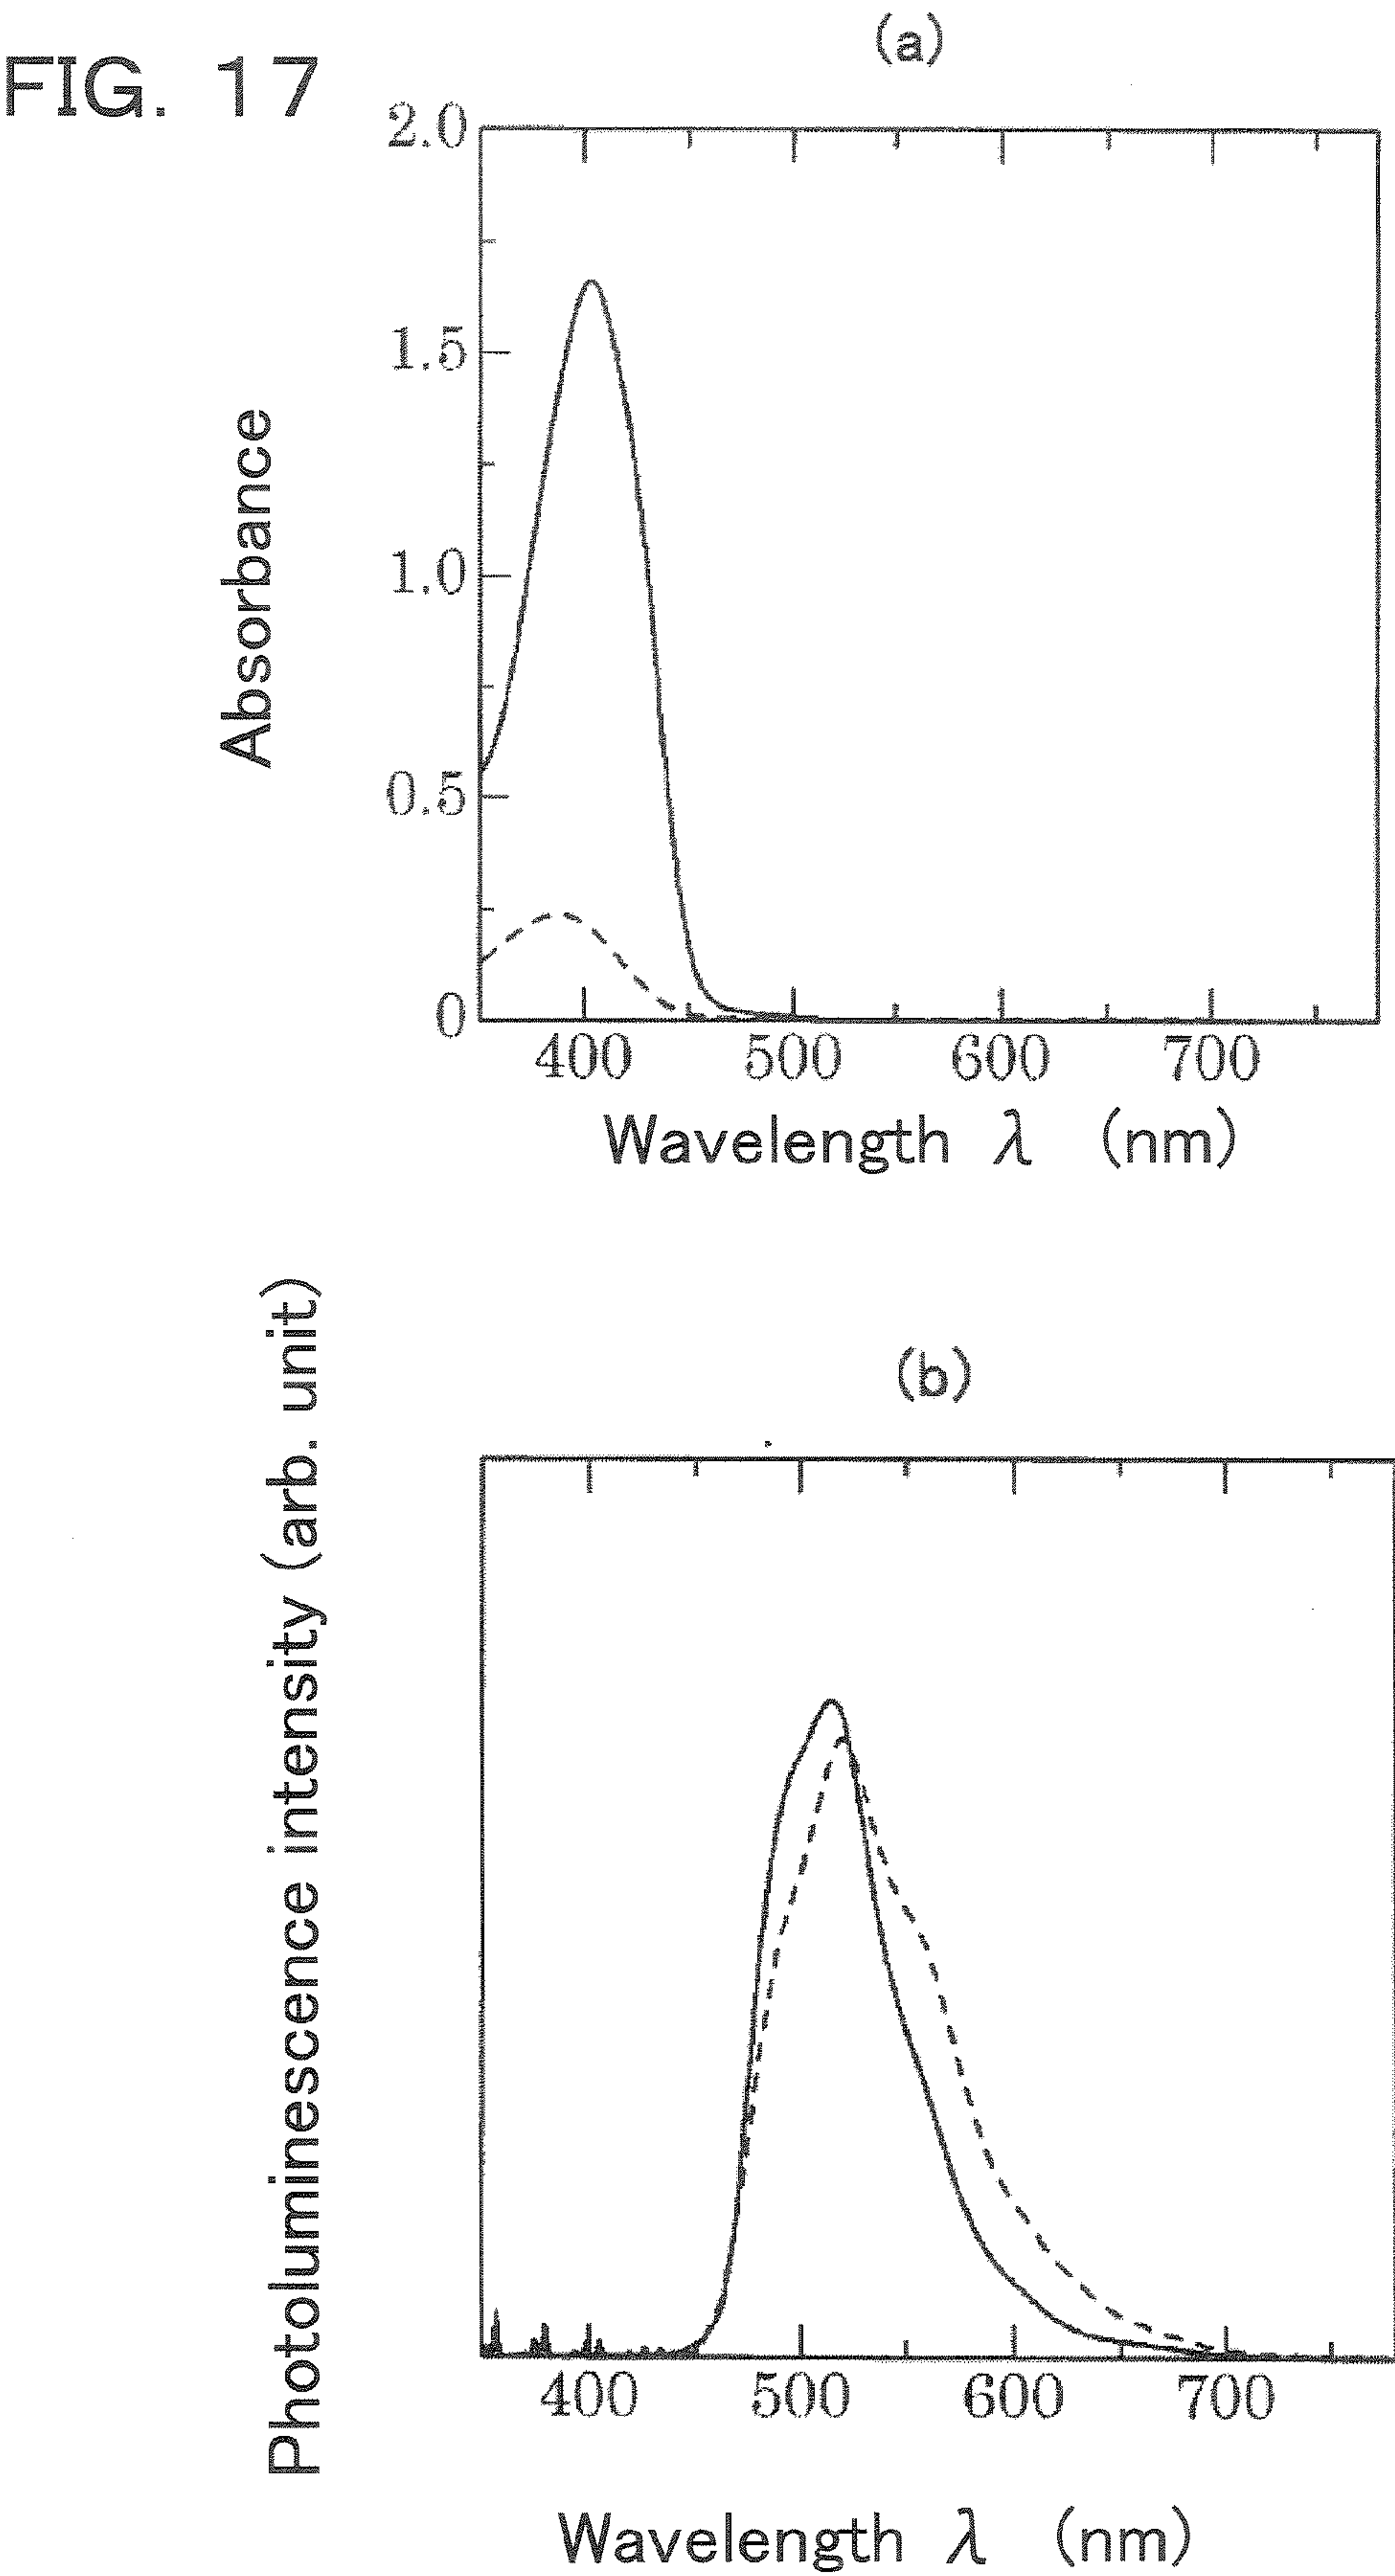 FIG. 17
(a)
Absorbance
2.0
1.5
1.0
0.5
0
400 500 600 700
Wavelength λ (nm)
(b)
Photoluminescence intensity (arb. unit)
400 500 600 700
Wavelength λ (nm)